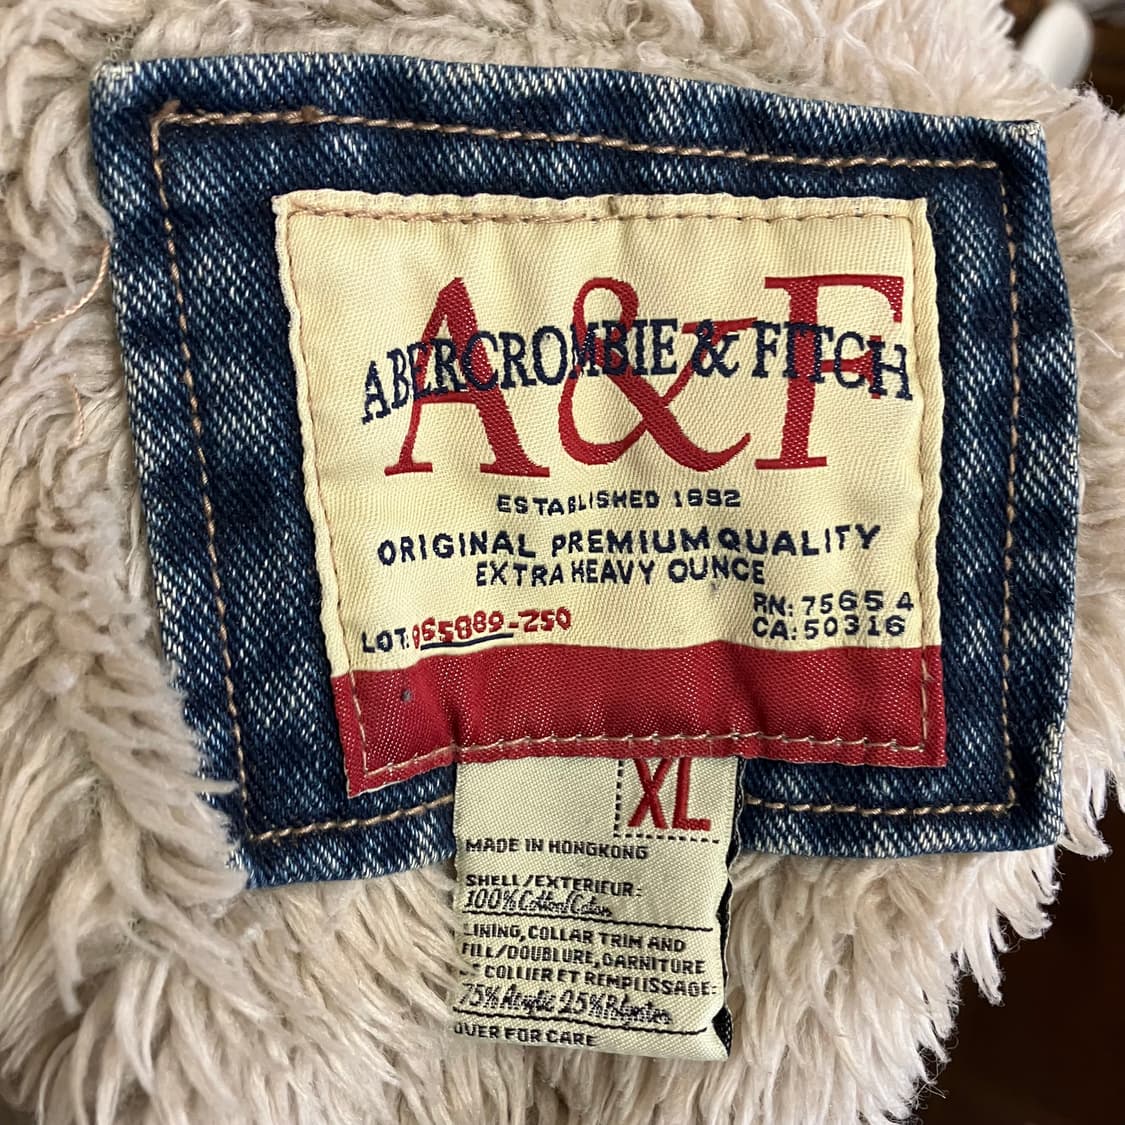 A&F
ABERCROMBIE & FITCH
ESTABLISHED 1892
ORIGINAL PREMIUM QUALITY
EXTRA HEAVY OUNCE
LOT: 965889-250
RN: 75654
CA: 50316
XL
MADE IN HONGKONG
SHELL/EXTERIEUR:
100% Cotton/Coton
LINING, COLLAR TRIM AND
FILL/DOUBLURE, GARNITURE
ET COLLIER ET REMPLISSAGE:
75% Acrylic 25% Polyester
OVER FOR CARE